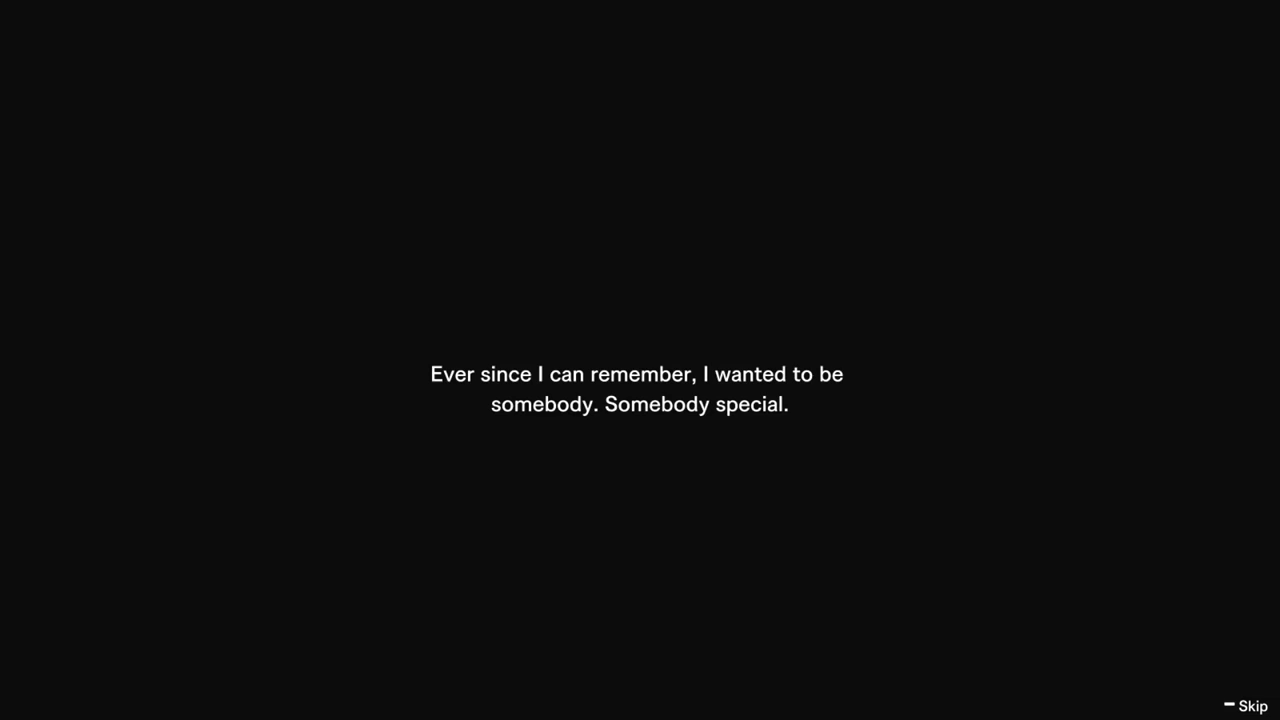 Ever since I can remember, I wanted to be
somebody. Somebody special.
Skip